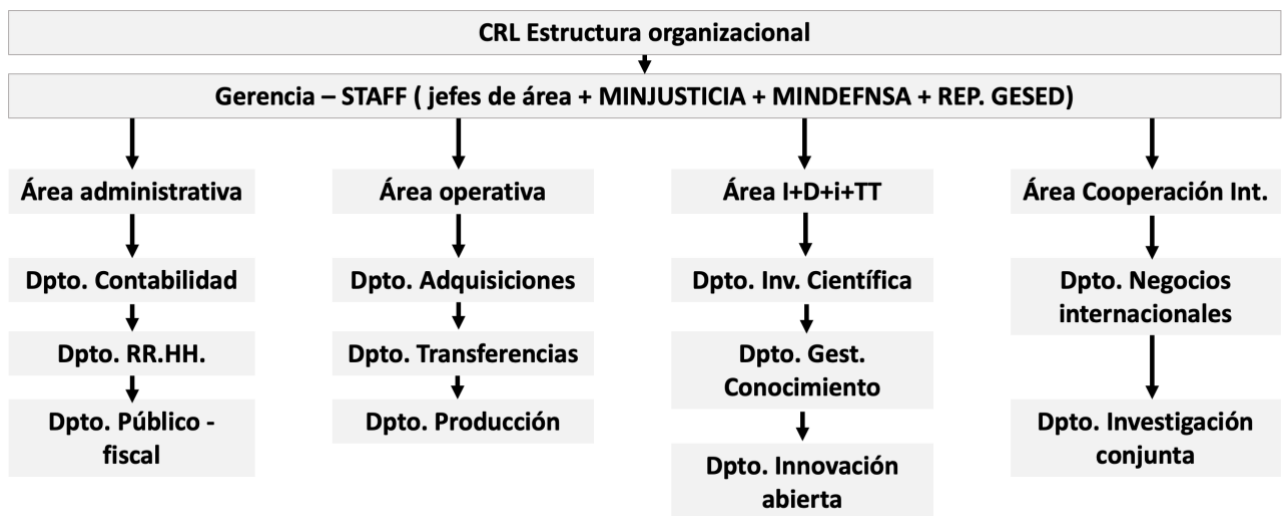 CRL Estructura organizacional
Gerencia – STAFF ( jefes de área + MINJUSTICIA + MINDEFNSA + REP. GESED)
Área administrativa
Dpto. Contabilidad
Dpto. RR.HH.
Dpto. Público -
fiscal
Área operativa
Dpto. Adquisiciones
Dpto. Transferencias
Dpto. Producción
Área I+D+i+TT
Dpto. Inv. Científica
Dpto. Gest.
Conocimiento
Dpto. Innovación
abierta
Área Cooperación Int.
Dpto. Negocios
internacionales
Dpto. Investigación
conjunta